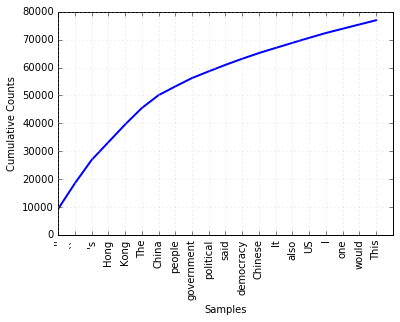 80000
70000
60000
50000
40000
30000
20000
10000
0
Cumulative Counts
''
``
's
Hong
Kong
The
China
people
government
political
said
democracy
Chinese
It
also
US
I
one
would
This
Samples